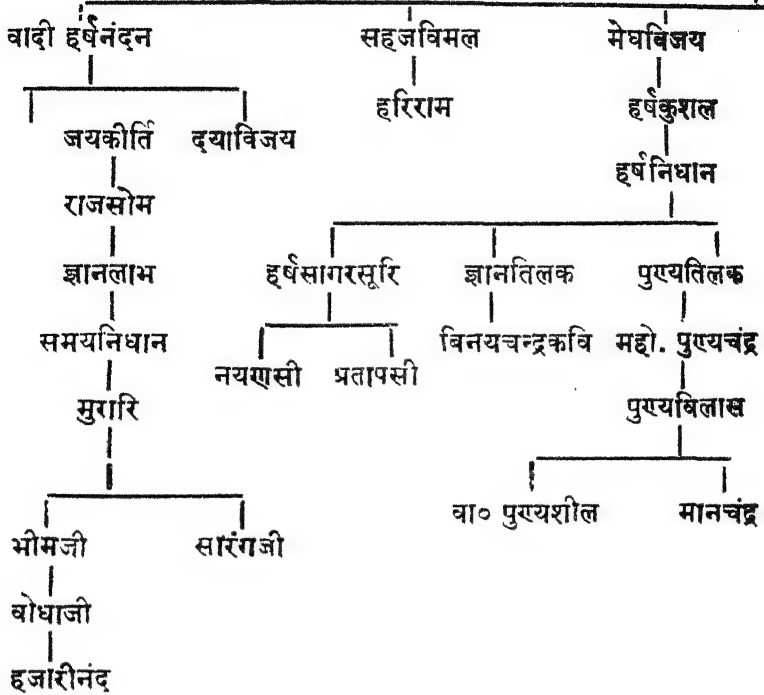 वादी हर्षनंदन सहजविमल मेघविजय
जयकीर्ति दयाविजय हरिराम हर्षकुशल
राजसोम हर्षनिधान
ज्ञानलाभ हर्षसागरसूरि ज्ञानतिलक पुण्यतिलक
समयनिधान नयणसी प्रतापसी विनयचन्द्रकवि महो. पुण्यचंद्र
मुरारि पुण्यविलास
वा० पुण्यशील मानचंद्र
भीमजी सारंगजी
बोधाजी
हजारीनंद